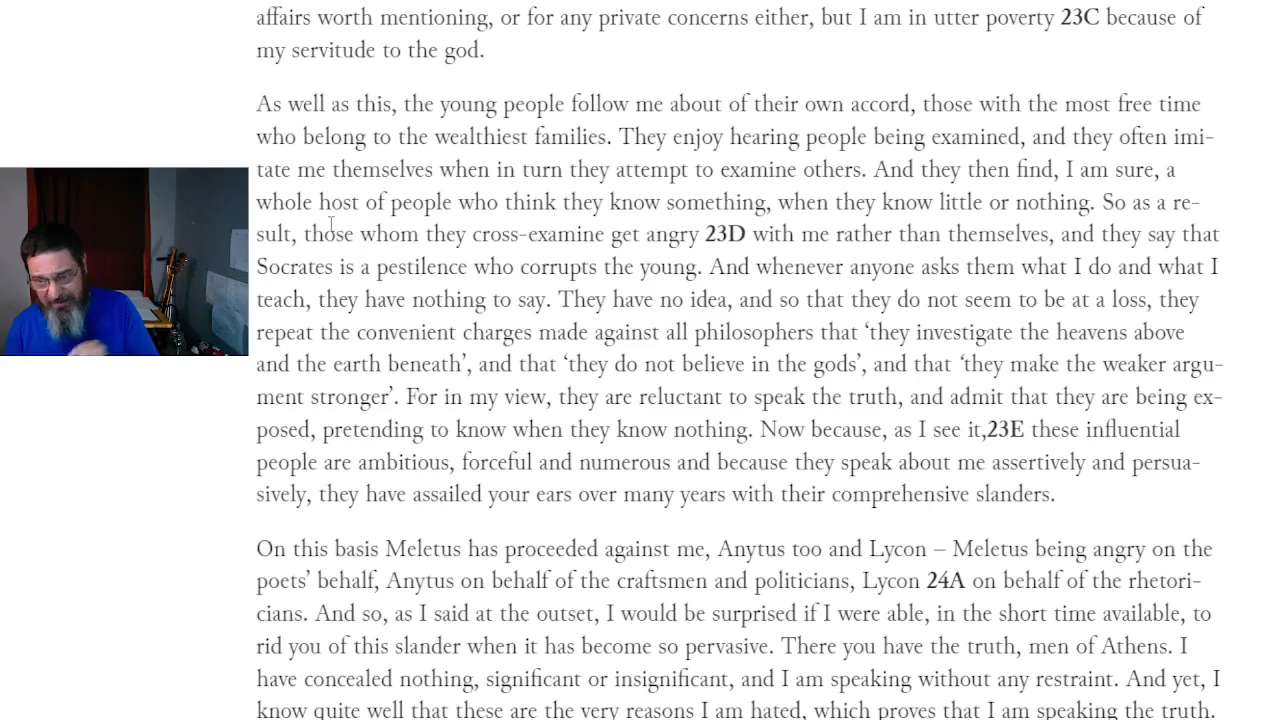 affairs worth mentioning, or for any private concerns either, but I am in utter poverty 23C because of
my servitude to the god.
As well as this, the young people follow me about of their own accord, those with the most free time
who belong to the wealthiest families. They enjoy hearing people being examined, and they often imi-
tate me themselves when in turn they attempt to examine others. And they then find, I am sure, a
whole host of people who think they know something, when they know little or nothing. So as a re-
sult, those whom they cross-examine get angry 23D with me rather than themselves, and they say that
Socrates is a pestilence who corrupts the young. And whenever anyone asks them what I do and what I
teach, they have nothing to say. They have no idea, and so that they do not seem to be at a loss, they
repeat the convenient charges made against all philosophers that ‘they investigate the heavens above
and the earth beneath’, and that ‘they do not believe in the gods’, and that ‘they make the weaker argu-
ment stronger’. For in my view, they are reluctant to speak the truth, and admit that they are being ex-
posed, pretending to know when they know nothing. Now because, as I see it,23E these influential
people are ambitious, forceful and numerous and because they speak about me assertively and persua-
sively, they have assailed your ears over many years with their comprehensive slanders.
On this basis Meletus has proceeded against me, Anytus too and Lycon – Meletus being angry on the
poets’ behalf, Anytus on behalf of the craftsmen and politicians, Lycon 24A on behalf of the rhetori-
cians. And so, as I said at the outset, I would be surprised if I were able, in the short time available, to
rid you of this slander when it has become so pervasive. There you have the truth, men of Athens. I
have concealed nothing, significant or insignificant, and I am speaking without any restraint. And yet, I
know quite well that these are the very reasons I am hated, which proves that I am speaking the truth.